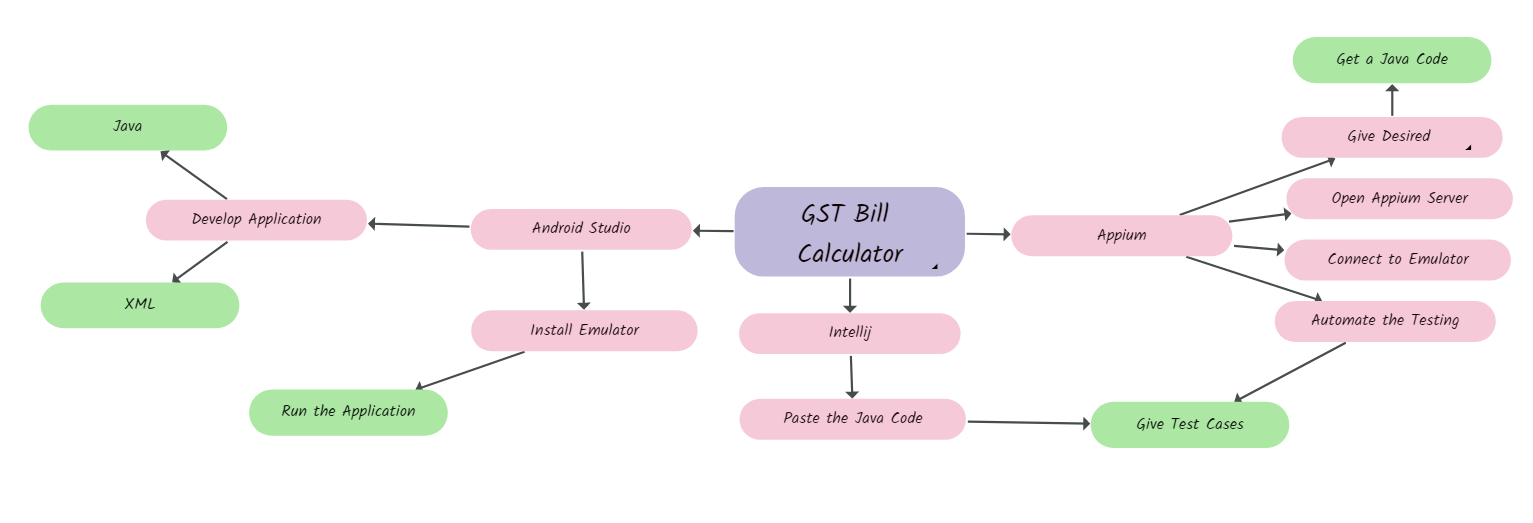 Get a Java Code
Java
Give Desired
Open Appium Server
Develop Application
GST Bill
Calculator
Android Studio
Appium
Connect to Emulator
XML
Install Emulator
Intellij
Automate the Testing
Run the Application
Paste the Java Code
Give Test Cases